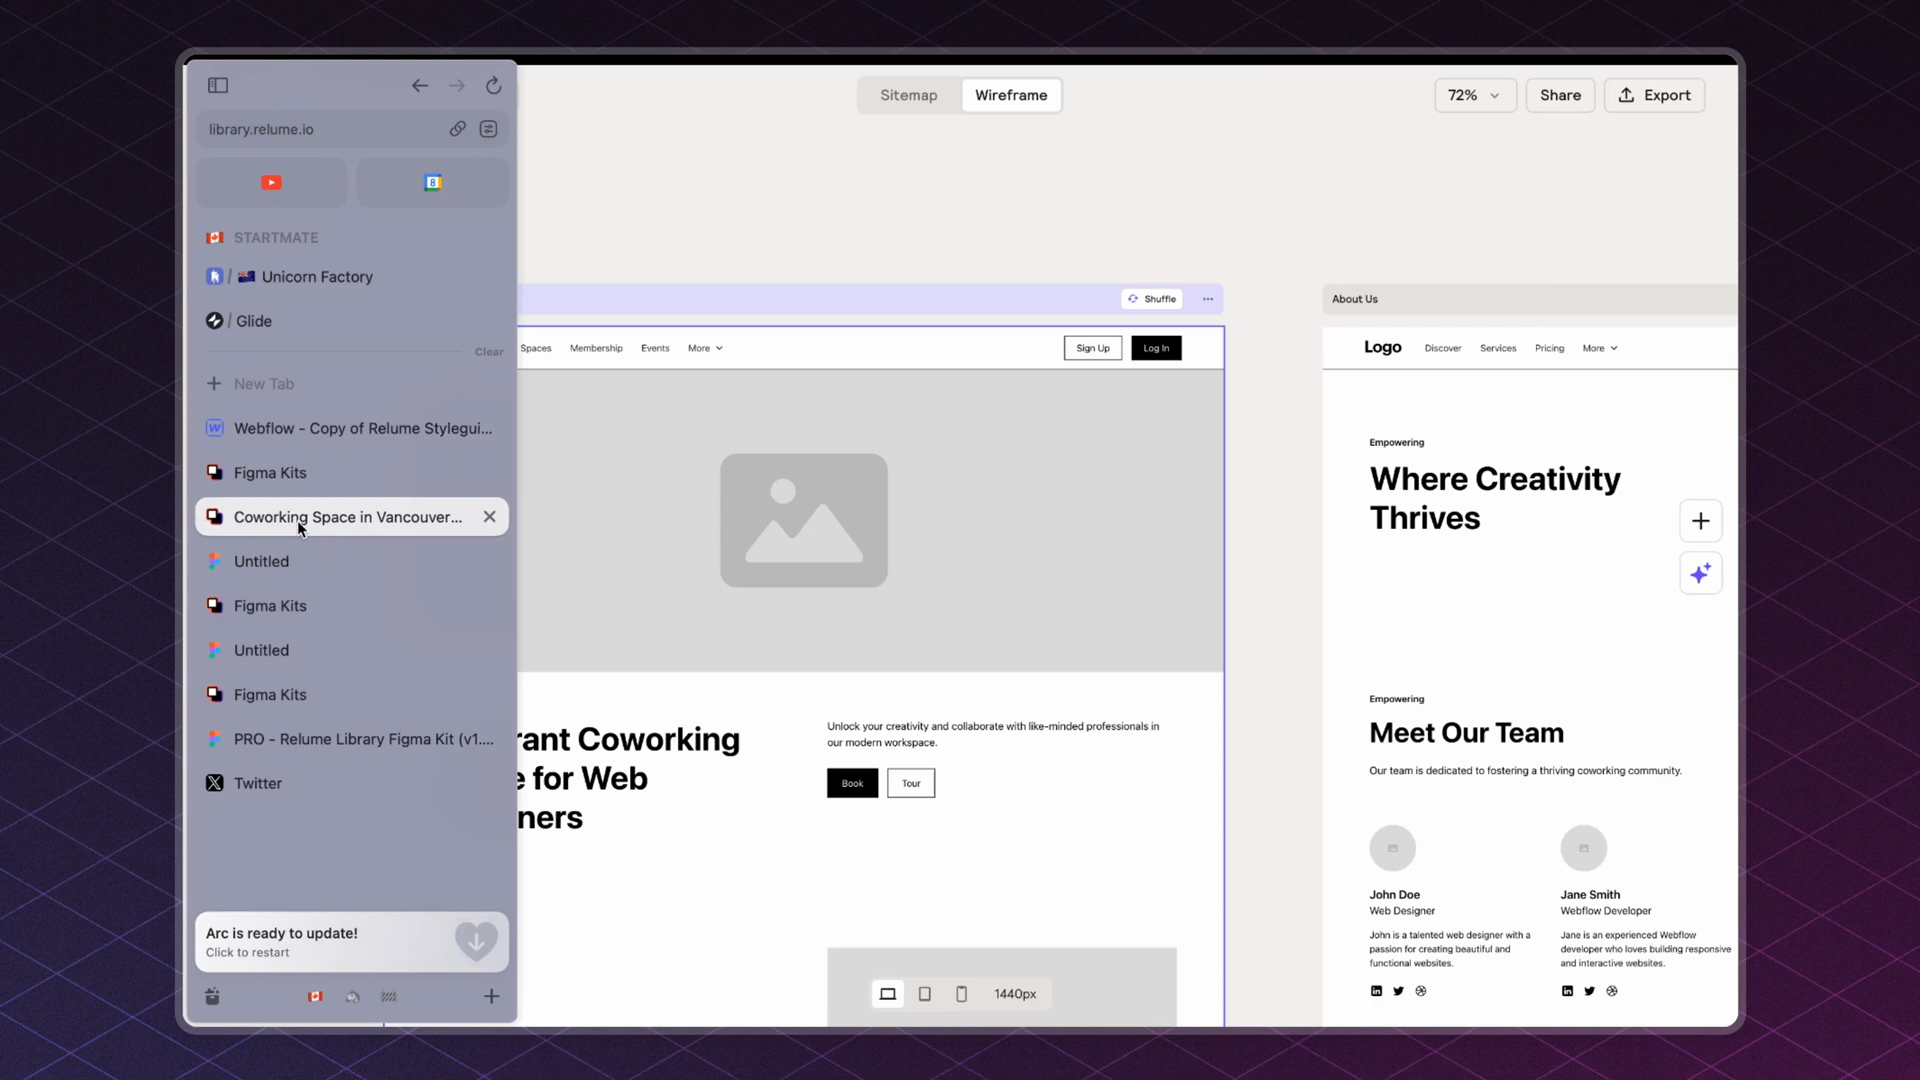 library.relume.io
8
STARTMATE
/ Unicorn Factory
/ Glide
Clear
New Tab
Webflow - Copy of Relume Stylegui...
Figma Kits
Coworking Space in Vancouver...
Untitled
Figma Kits
Untitled
Figma Kits
PRO - Relume Library Figma Kit (v1....
Twitter
Arc is ready to update!
Click to restart
Sitemap
Wireframe
72%
Share
Export
Shuffle
Spaces
Membership
Events
More
Sign Up
Log In
rant Coworking
e for Web
ners
Unlock your creativity and collaborate with like-minded professionals in
our modern workspace.
Book
Tour
1440px
About Us
Logo
Discover
Services
Pricing
More
Empowering
Where Creativity
Thrives
Empowering
Meet Our Team
Our team is dedicated to fostering a thriving coworking community.
John Doe
Web Designer
John is a talented web designer with a
passion for creating beautiful and
functional websites.
Jane Smith
Webflow Developer
Jane is an experienced Webflow
developer who loves building responsive
and interactive websites.